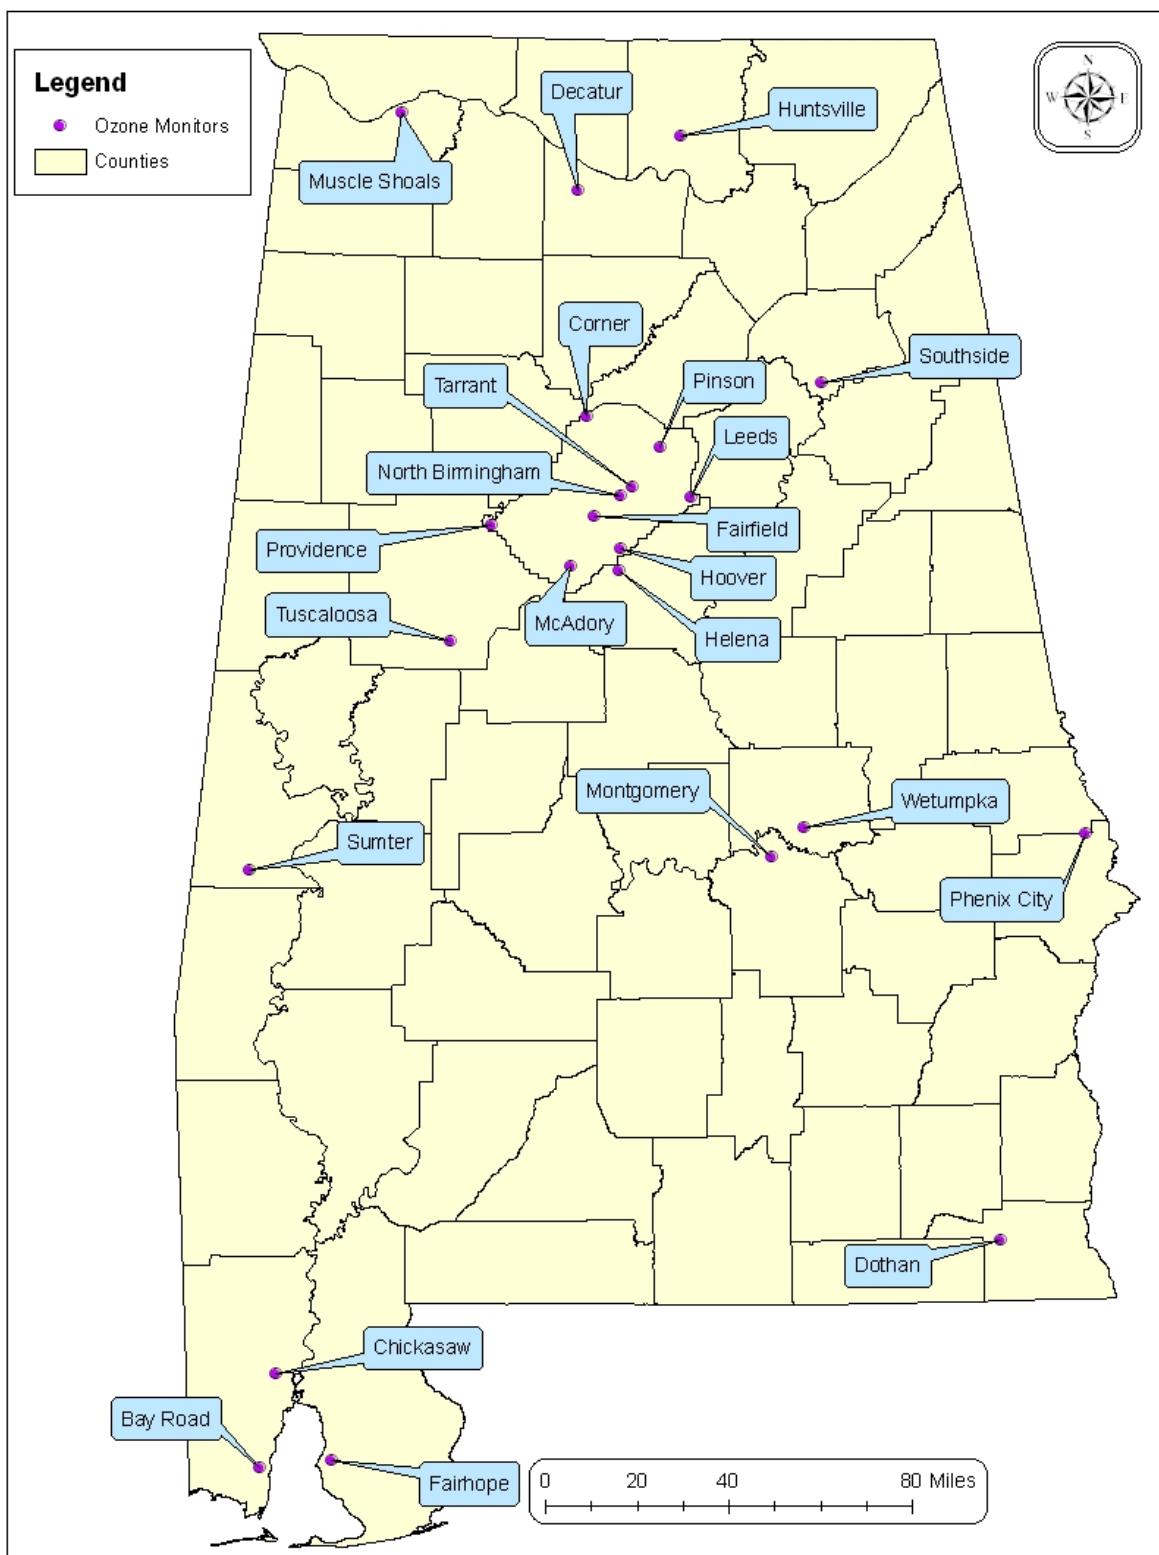 Legend
Ozone Monitors
Counties
N
W E
S
Decatur
Huntsville
Muscle Shoals
Corner
Southside
Tarrant
Pinson
Leeds
North Birmingham
Fairfield
Providence
Hoover
Tuscaloosa
McAdory
Helena
Montgomery
Wetumpka
Sumter
Phenix City
Dothan
Chickasaw
Bay Road
Fairhope
0 20 40 80 Miles